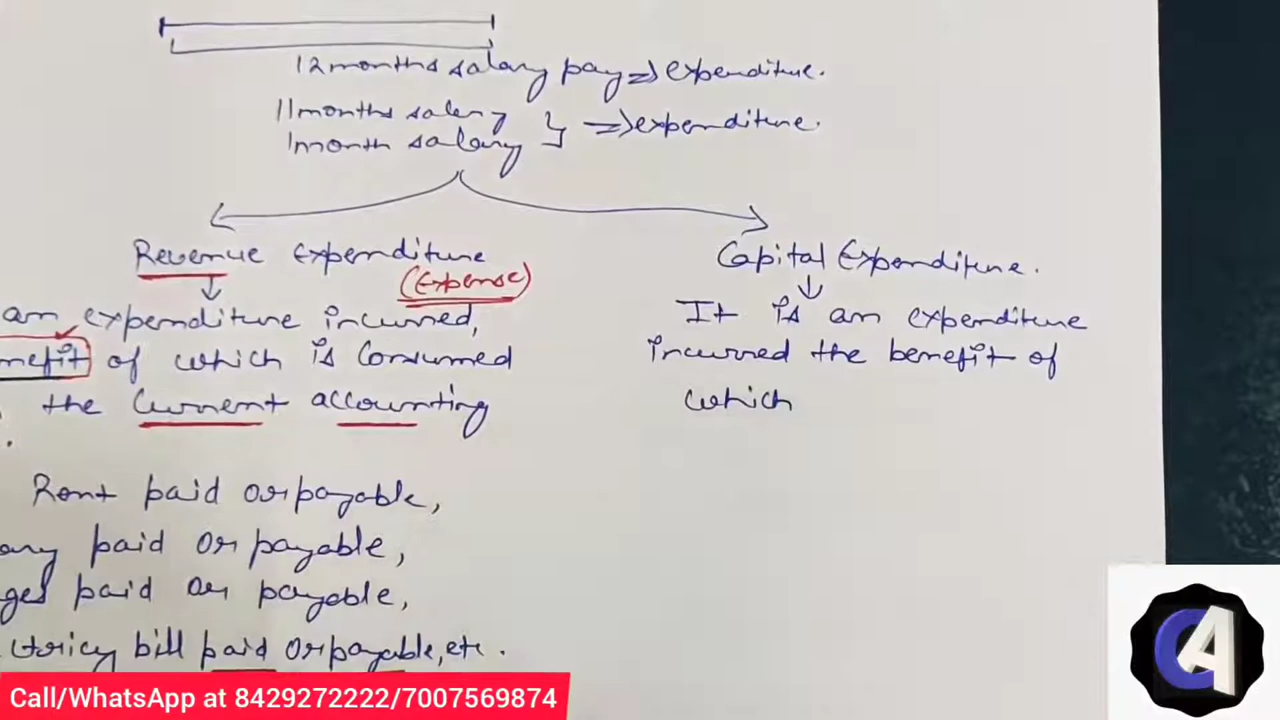 12 months salary pay => expenditure.
11 months salary
1 month salary } => expenditure.
Revenue Expenditure
(Expense)
an expenditure incurred,
nefit of which is Consumed
the Current accounting
.
Rent paid or payable,
ary paid or payable,
ges paid or payable,
ctricy bill paid or payable, etc.
Capital Expenditure.
It is an expenditure
incurred the benefit of
which
CA
Call/WhatsApp at 8429272222/7007569874